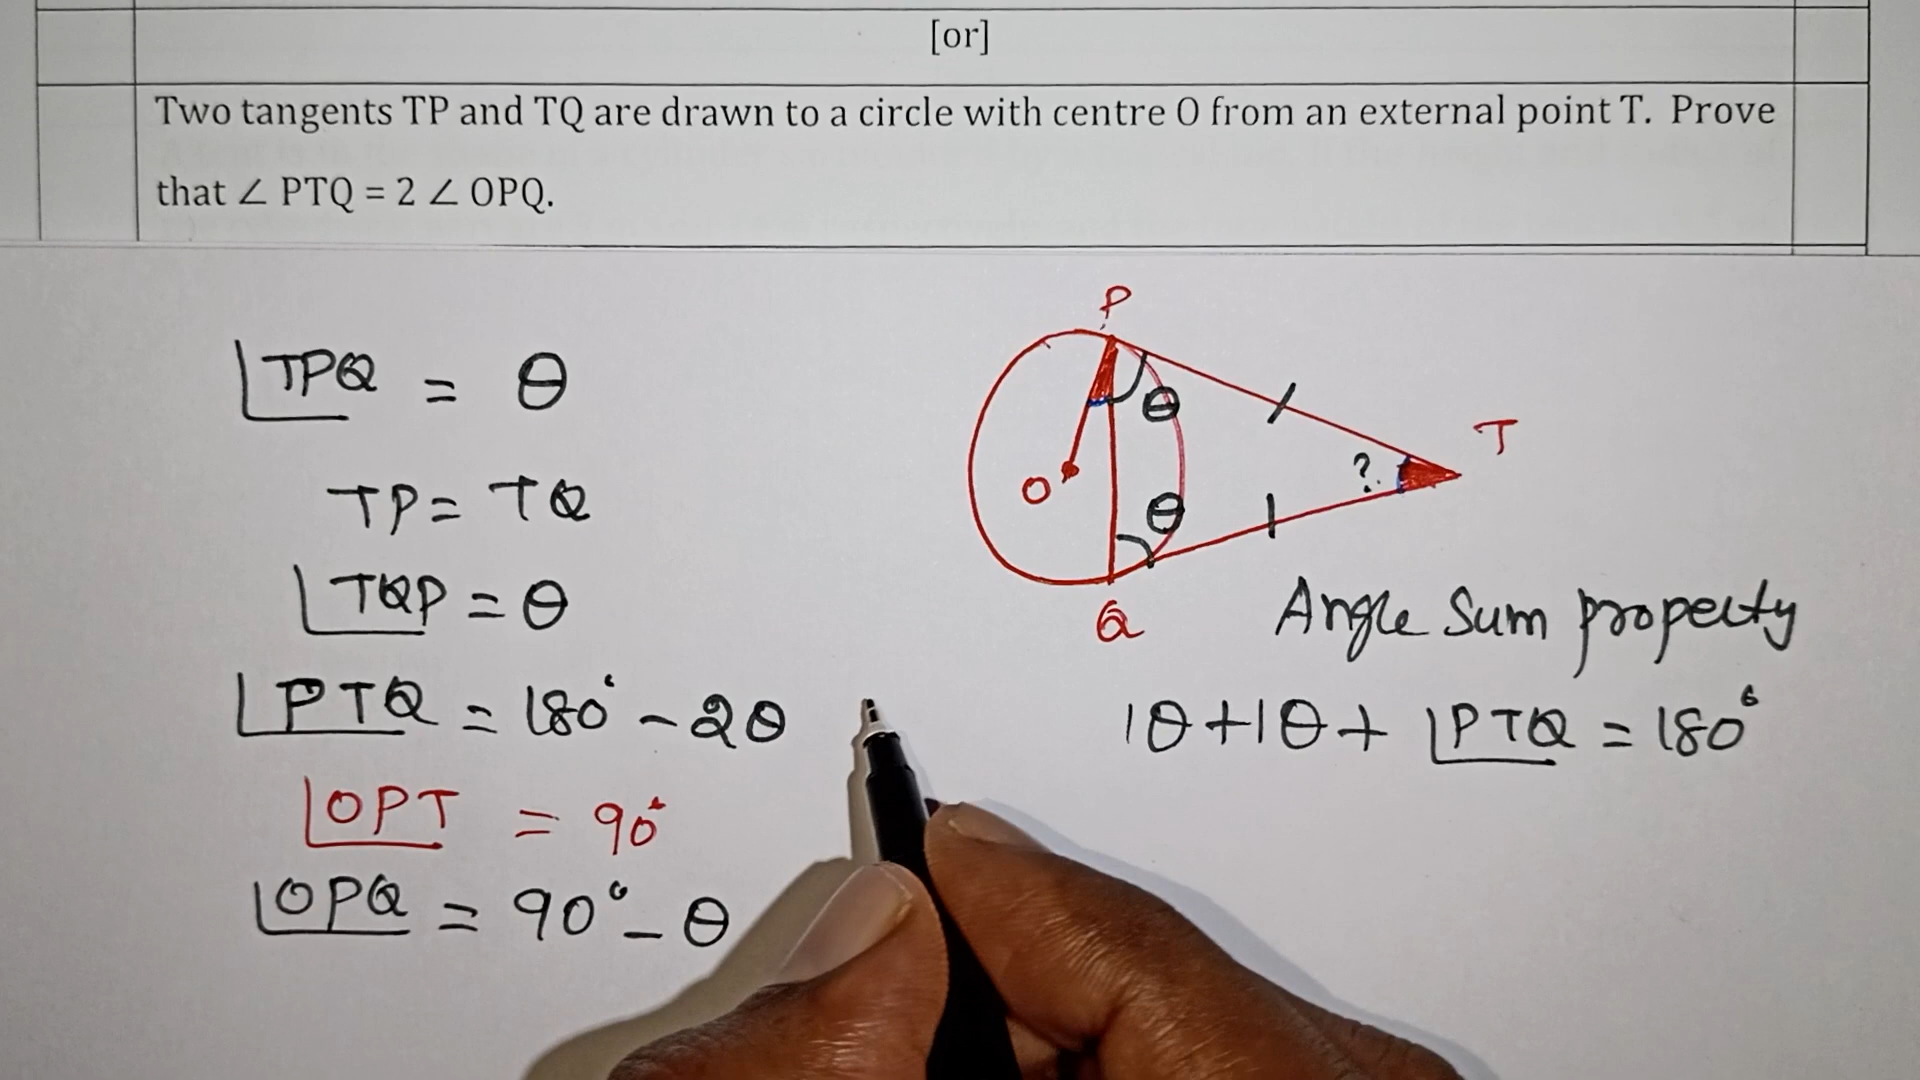 [or]
Two tangents TP and TQ are drawn to a circle with centre O from an external point T. Prove
that ∠ PTQ = 2 ∠ OPQ.
∠TPQ = θ
TP = TQ
∠TQP = θ
∠PTQ = 180° - 2θ
∠OPT = 90°
∠OPQ = 90° - θ
P
θ
T
?
O
θ
Q
Angle Sum property
1θ + 1θ + ∠PTQ = 180°